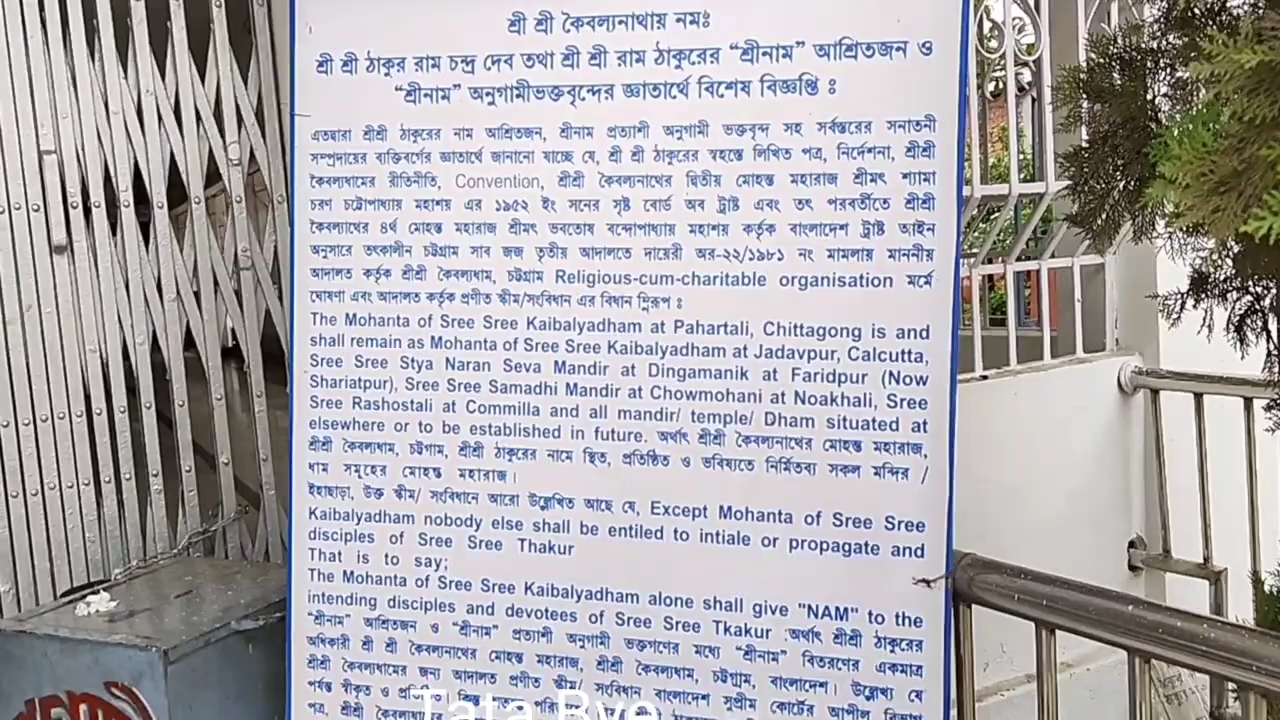 শ্রী শ্রী কৈবল্যনাথায় নমঃ
শ্রী শ্রী ঠাকুর রাম চন্দ্র দেব তথা শ্রী শ্রী রাম ঠাকুরের “শ্রীনাম” আশ্রিতজন ও
“শ্রীনাম” অনুগামীভক্তবৃন্দের জ্ঞাতার্থে বিশেষ বিজ্ঞপ্তি ঃ
এতদ্বারা শ্রীশ্রী ঠাকুরের নাম আশ্রিতজন, শ্রীনাম প্রত্যাশী অনুগামী ভক্তবৃন্দ সহ সর্বস্তরের সনাতনী
সম্প্রদায়ের ব্যক্তিবর্গের জ্ঞাতার্থে জানানো যাচ্ছে যে, শ্রী শ্রী ঠাকুরের স্বহস্তে লিখিত পত্র, নির্দেশনা, শ্রীশ্রী
কৈবল্যধামের রীতিনীতি, Convention, শ্রীশ্রী কৈবল্যনাথের দ্বিতীয় মোহন্ত মহারাজ শ্রীমৎ শ্যামা
চরণ চট্টোপাধ্যায় মহাশয় এর ১৯৫২ ইং সনের সৃষ্ট বোর্ড অব ট্রাষ্ট এবং তৎ পরবর্তীতে শ্রীশ্রী
কৈবল্যাথের ৪র্থ মোহন্ত মহারাজ শ্রীমৎ ভবতোষ বন্দোপাধ্যায় মহাশয় কর্তৃক বাংলাদেশ ট্রাষ্ট আইন
অনুসারে তৎকালীন চট্টগ্রাম সাব জজ তৃতীয় আদালতে দায়েরী অর-২২/১৯৮১ নং মামলায় মাননীয়
আদালত কর্তৃক শ্রীশ্রী কৈবল্যধাম, চট্টগ্রাম Religious-cum-charitable organisation মর্মে
ঘোষণা এবং আদালত কর্তৃক প্রণীত স্কীম/সংবিধান এর বিধান ন্মিরূপ ঃ
The Mohanta of Sree Sree Kaibalyadham at Pahartali, Chittagong is and
shall remain as Mohanta of Sree Sree Kaibalyadham at Jadavpur, Calcutta,
Sree Sree Stya Naran Seva Mandir at Dingamanik at Faridpur (Now
Shariatpur), Sree Sree Samadhi Mandir at Chowmohani at Noakhali, Sree
Sree Rashostali at Commilla and all mandir/ temple/ Dham situated at
elsewhere or to be established in future. অর্থাৎ শ্রীশ্রী কৈবল্যনাথের মোহন্ত মহারাজ,
শ্রীশ্রী কৈবল্যধাম, চট্টগাম, শ্রীশ্রী ঠাকুরের নামে স্থিত, প্রতিষ্ঠিত ও ভবিষ্যতে নির্মিতব্য সকল মন্দির /
ধাম সমূহের মোহন্ত মহারাজ।
ইহাছাড়া, উক্ত স্কীম/ সংবিধানে আরো উল্লেখিত আছে যে, Except Mohanta of Sree Sree
Kaibalyadham nobody else shall be entiled to intiale or propagate and
disciples of Sree Sree Thakur
That is to say;
The Mohanta of Sree Sree Kaibalyadham alone shall give "NAM" to the
intending disciples and devotees of Sree Sree Tkakur ;অর্থাৎ শ্রীশ্রী ঠাকুরের
“শ্রীনাম” আশ্রিতজন ও “শ্রীনাম” প্রত্যাশী অনুগামী ভক্তগণের মধ্যে “শ্রীনাম” বিতরণের একমাত্র
অধিকারী শ্রী শ্রী কৈবল্যনাথের মোহন্ত মহারাজ, শ্রীশ্রী কৈবল্যধাম, চট্টগ্রাম, বাংলাদেশ। উল্লেখ্য যে
শ্রীশ্রী কৈবল্যধামের জন্য আদালত প্রণীত স্কীম/ সংবিধান বাংলাদেশ সুপ্রীম কোর্টের আপীল বিভাগ
পর্যন্ত স্বীকৃত ও
পত্র, শ্রীশ্রী
Tata Bye